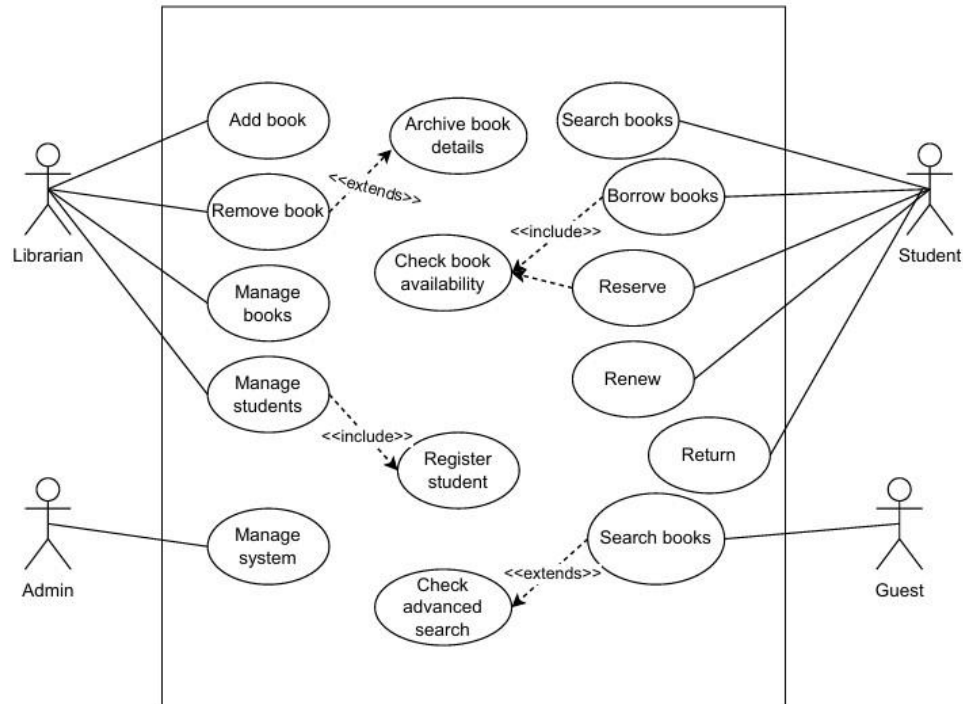 Add book
Archive book
details
Search books
<<extends>>
Remove book
Borrow books
Librarian
Student
<<include>>
Check book
availability
Manage
books
Reserve
Manage
students
Renew
<<include>>
Register
student
Return
Manage
system
Search books
<<extends>>
Check
advanced
search
Admin
Guest